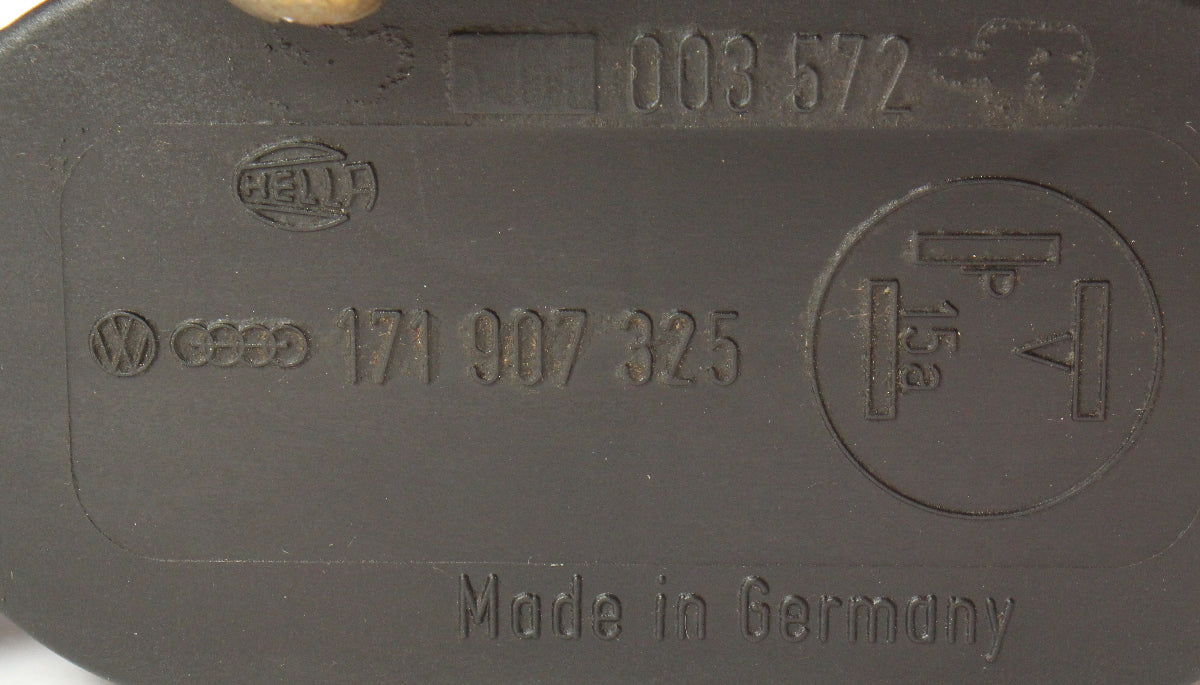 003 572
HELLA
171 907 325
P
15a
V
Made in Germany